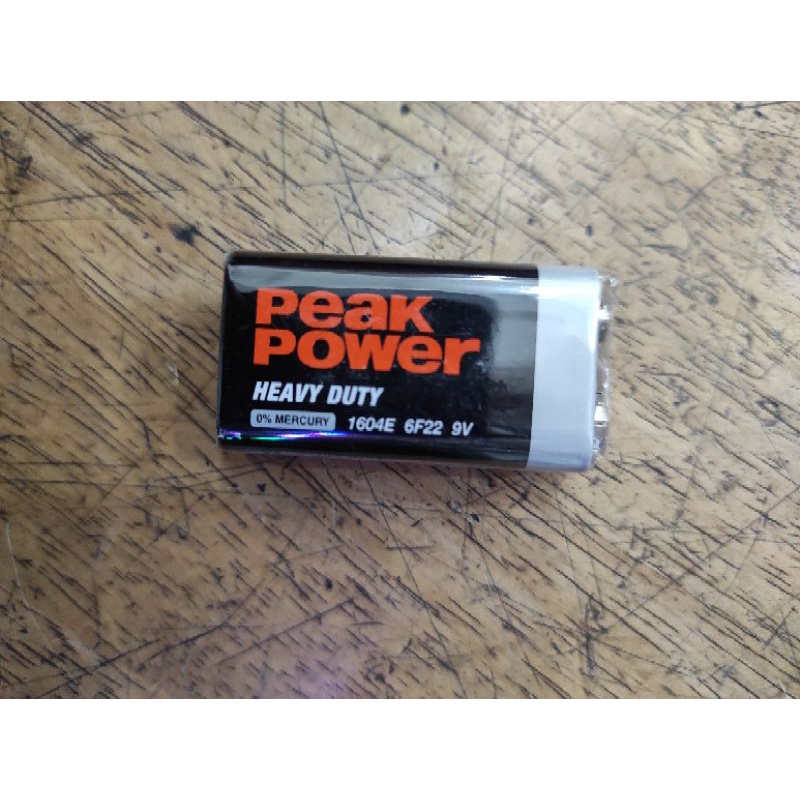 Peak
Power
HEAVY DUTY
0% MERCURY 1604E 6F22 9V